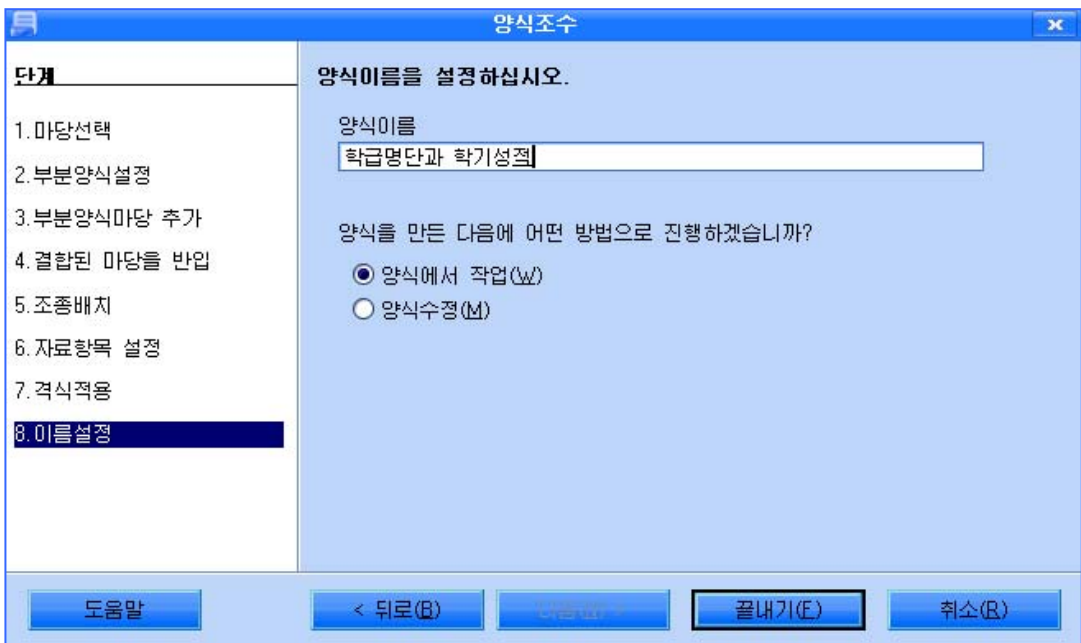 양식조수
단계
1.마당선택
2.부분양식설정
3.부분양식마당 추가
4.결합된 마당을 반입
5.조종배치
6.자료항목 설정
7.격식적용
8.이름설정
양식이름을 설정하십시오.
양식이름
학급명단과 학기성적
양식을 만든 다음에 어떤 방법으로 진행하겠습니까?
양식에서 작업(W)
양식수정(M)
도움말
< 뒤로(B)
끝내기(F)
취소(R)